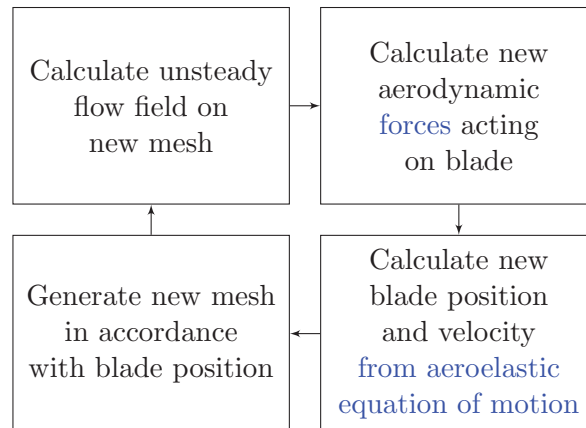 Calculate unsteady
flow field on
new mesh
Calculate new
aerodynamic
forces acting
on blade
Generate new mesh
in accordance
with blade position
Calculate new
blade position
and velocity
from aeroelastic
equation of motion